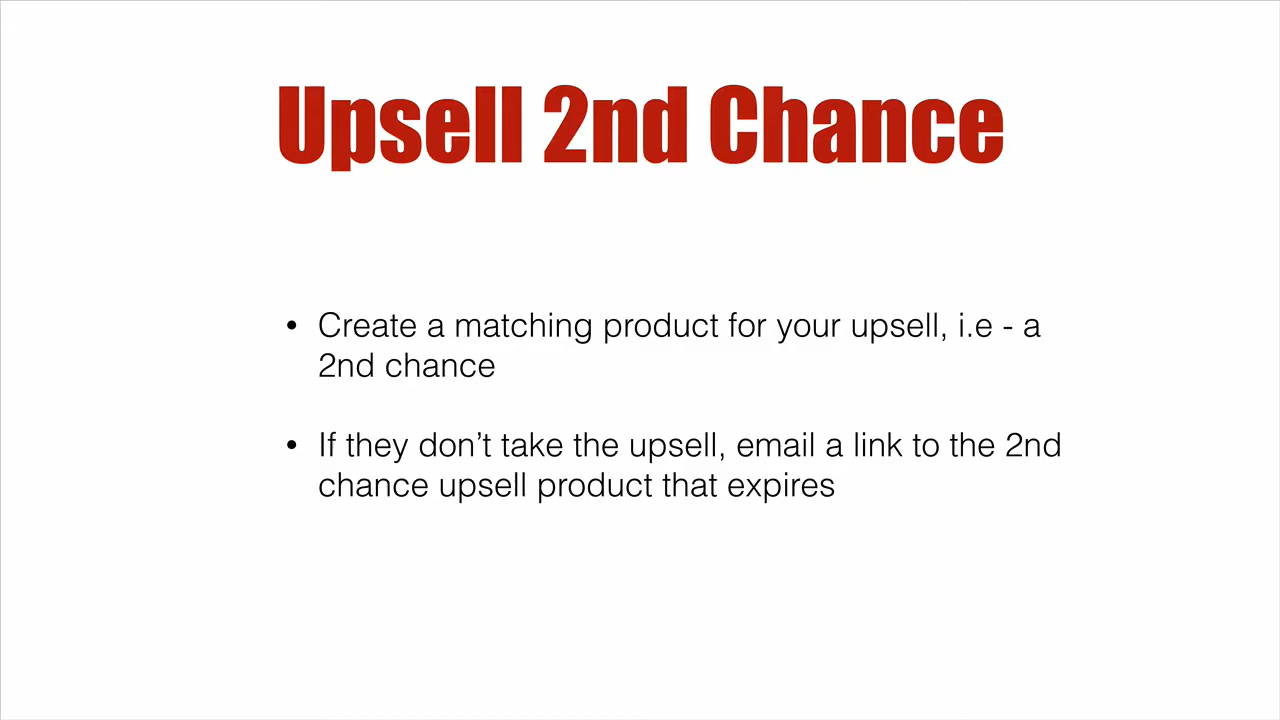 Upsell 2nd Chance
• Create a matching product for your upsell, i.e - a
2nd chance
• If they don’t take the upsell, email a link to the 2nd
chance upsell product that expires